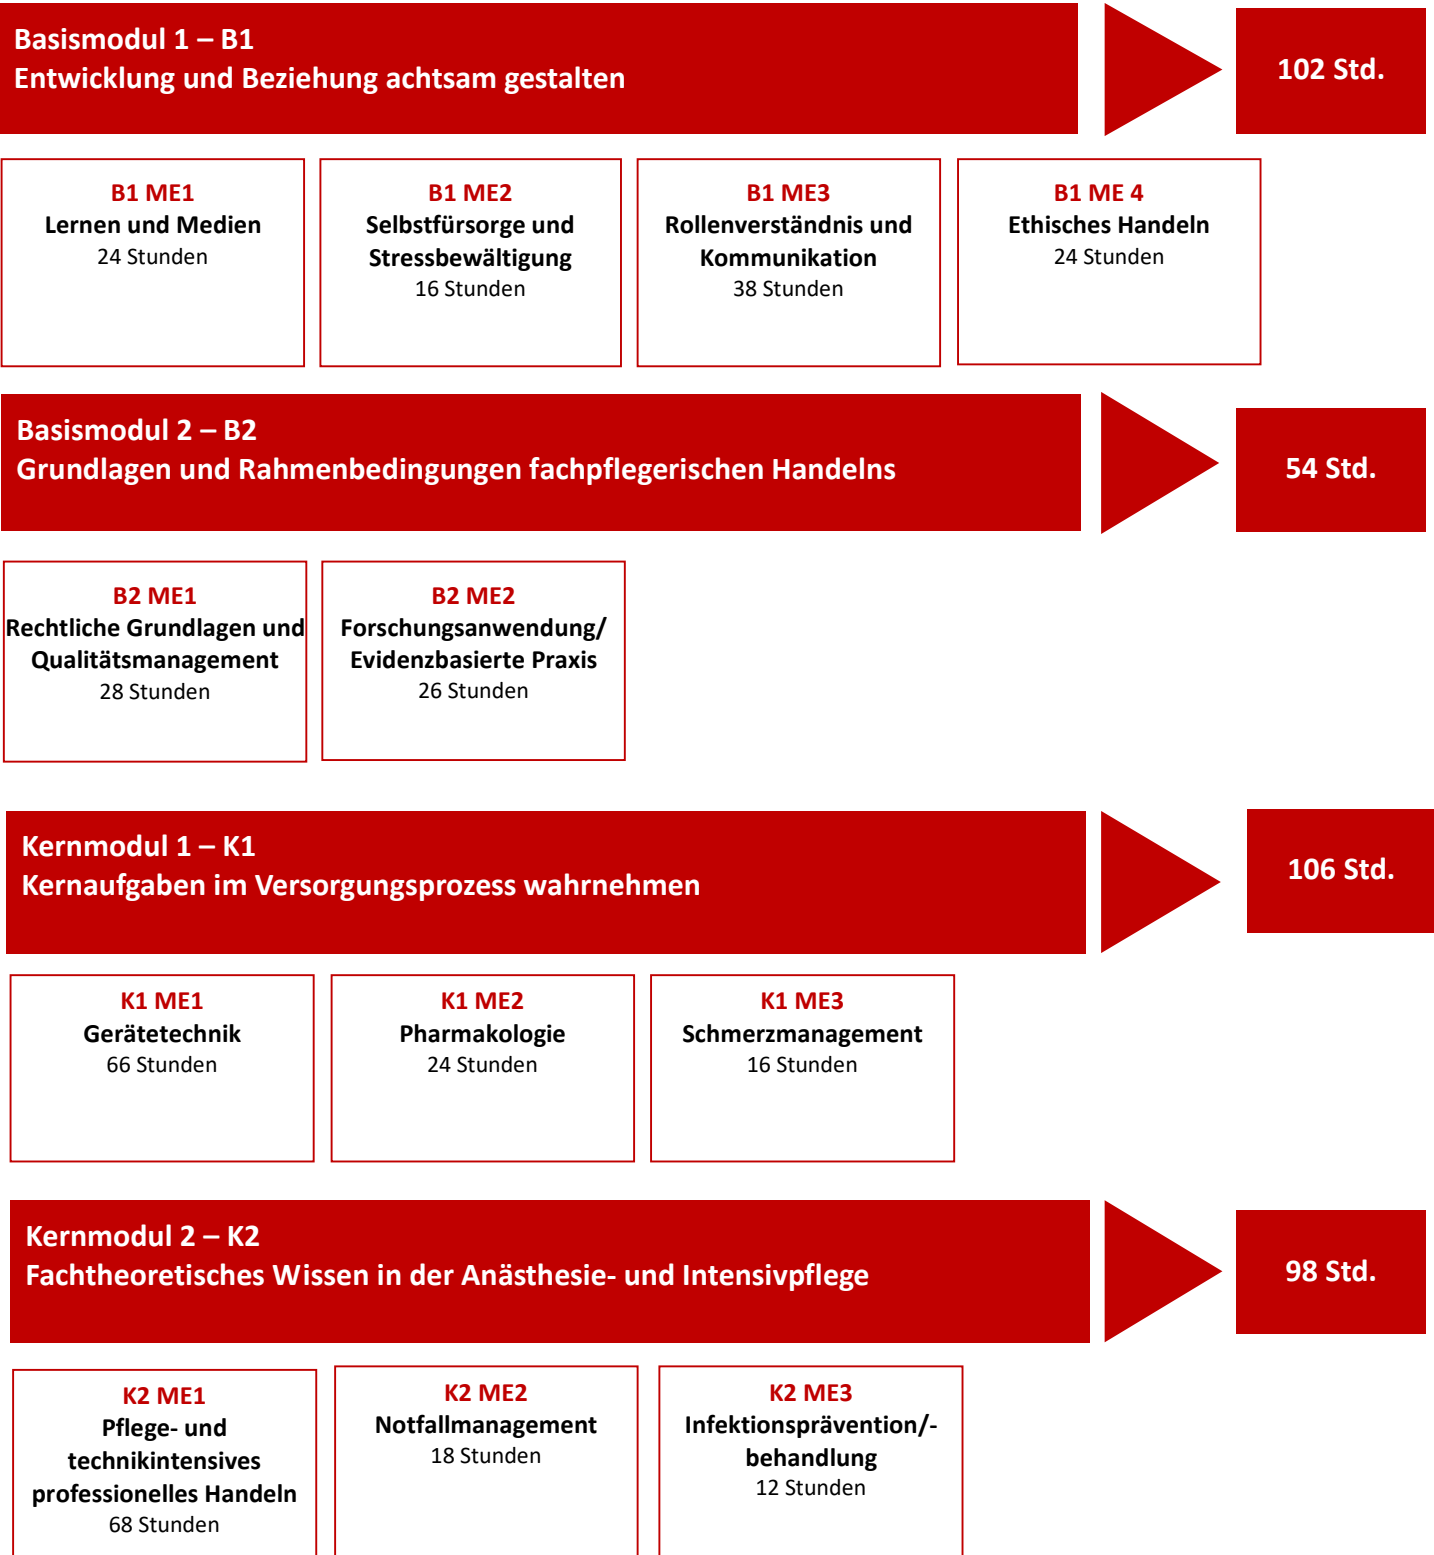 Basismodul 1 – B1
Entwicklung und Beziehung achtsam gestalten
102 Std.
B1 ME1
Lernen und Medien
24 Stunden
B1 ME2
Selbstfürsorge und
Stressbewältigung
16 Stunden
B1 ME3
Rollenverständnis und
Kommunikation
38 Stunden
B1 ME 4
Ethisches Handeln
24 Stunden
Basismodul 2 – B2
Grundlagen und Rahmenbedingungen fachpflegerischen Handelns
54 Std.
B2 ME1
Rechtliche Grundlagen und
Qualitätsmanagement
28 Stunden
B2 ME2
Forschungsanwendung/
Evidenzbasierte Praxis
26 Stunden
Kernmodul 1 – K1
Kernaufgaben im Versorgungsprozess wahrnehmen
106 Std.
K1 ME1
Gerätetechnik
66 Stunden
K1 ME2
Pharmakologie
24 Stunden
K1 ME3
Schmerzmanagement
16 Stunden
Kernmodul 2 – K2
Fachtheoretisches Wissen in der Anästhesie- und Intensivpflege
98 Std.
K2 ME1
Pflege- und
technikintensives
professionelles Handeln
68 Stunden
K2 ME2
Notfallmanagement
18 Stunden
K2 ME3
Infektionsprävention/-
behandlung
12 Stunden